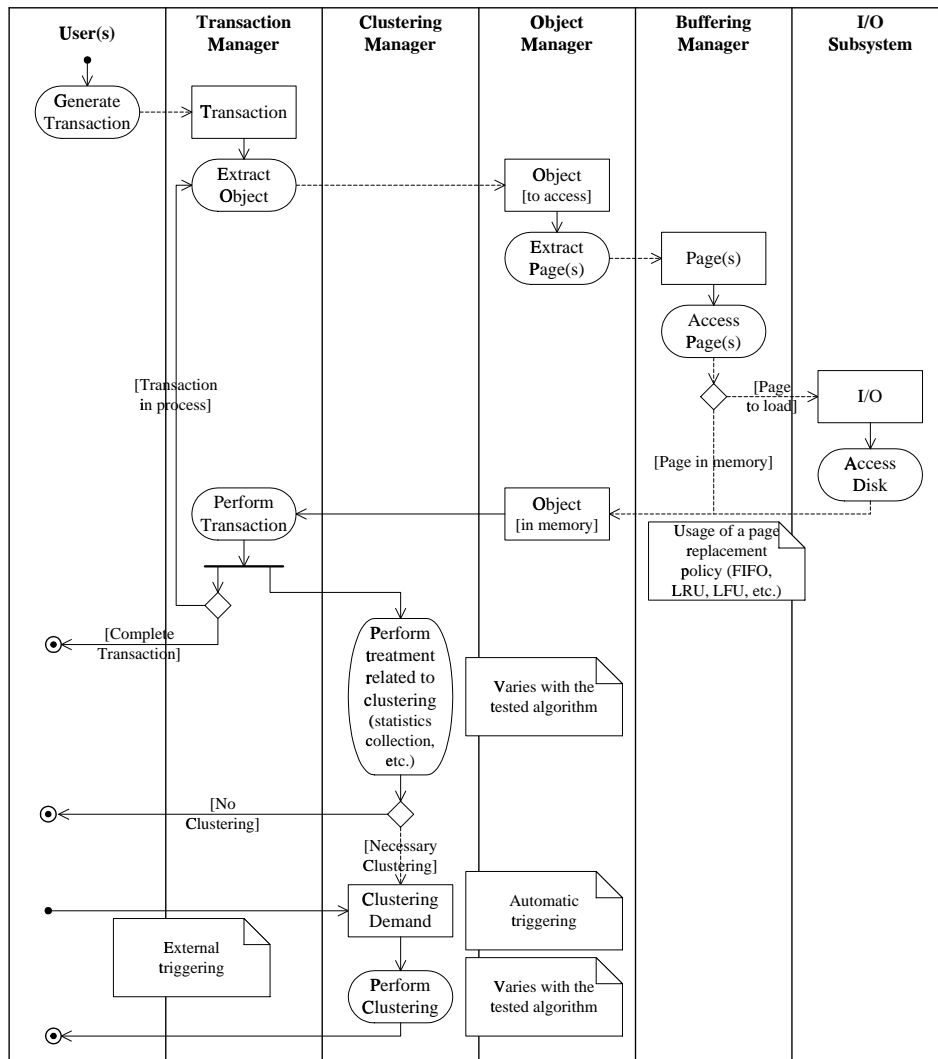 User(s)
Transaction
Manager
Clustering
Manager
Object
Manager
Buffering
Manager
I/O
Subsystem
Generate
Transaction
Transaction
Extract
Object
Object
[to access]
Extract
Page(s)
Page(s)
Access
Page(s)
[Transaction
in process]
[Page
to load]
I/O
[Page in memory]
Access
Disk
Perform
Transaction
Object
[in memory]
Usage of a page
replacement
policy (FIFO,
LRU, LFU, etc.)
[Complete
Transaction]
Perform
treatment
related to
clustering
(statistics
collection,
etc.)
Varies with the
tested algorithm
[No
Clustering]
[Necessary
Clustering]
Clustering
Demand
Automatic
triggering
External
triggering
Perform
Clustering
Varies with the
tested algorithm